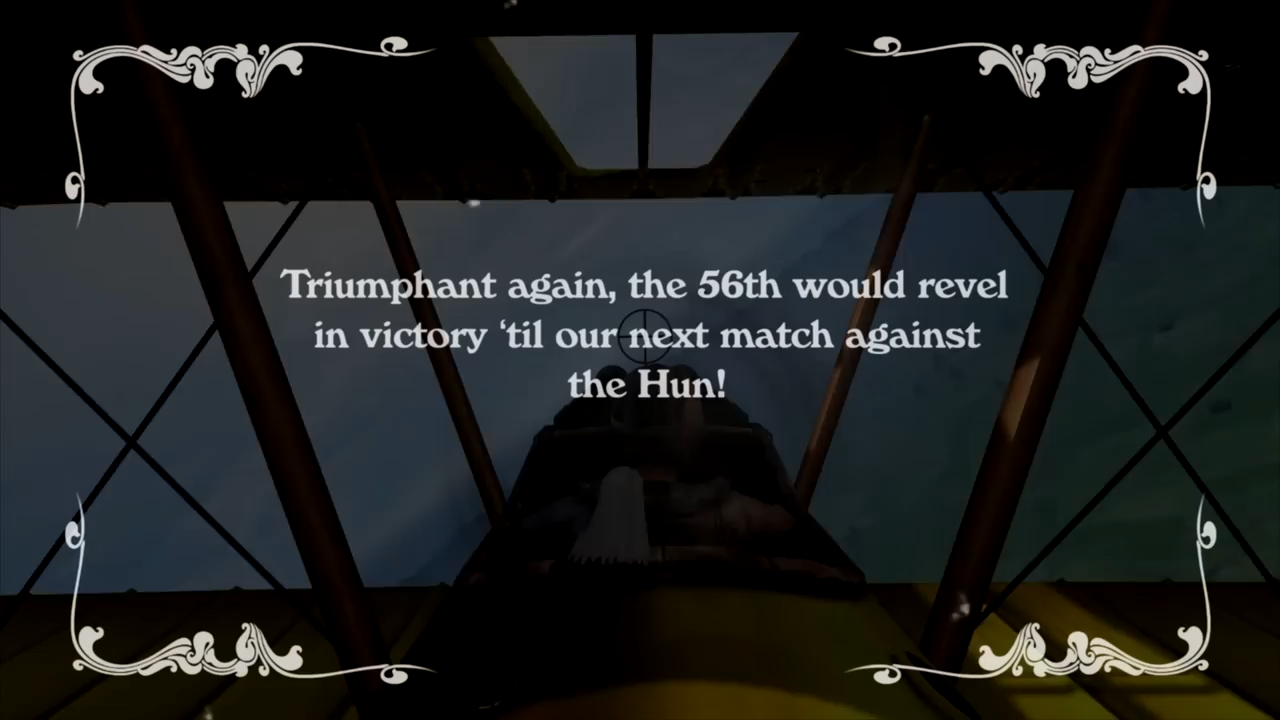 Triumphant again, the 56th would revel
in victory ‘til our next match against
the Hun!